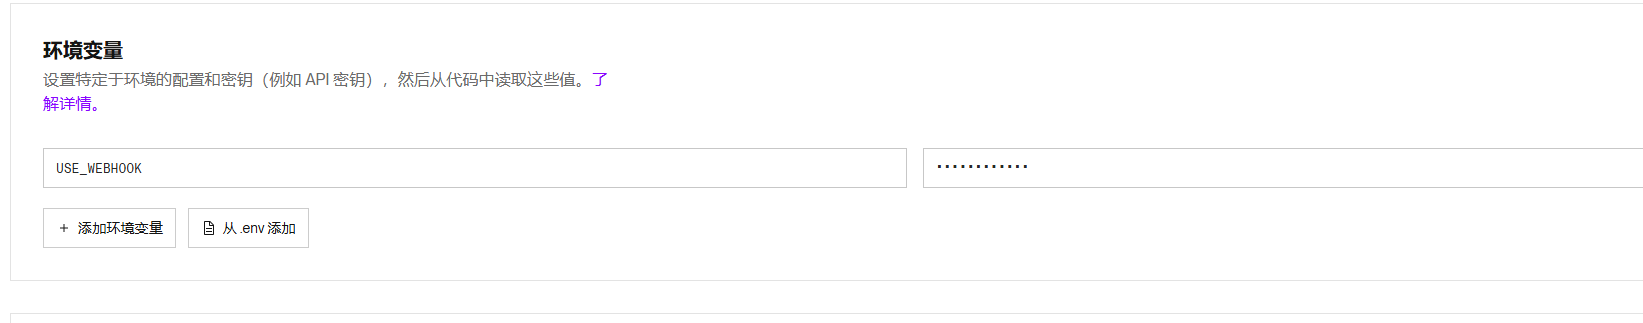 环境变量
设置特定于环境的配置和密钥（例如 API 密钥），然后从代码中读取这些值。了
解详情。
USE_WEBHOOK
············
+ 添加环境变量
从 .env 添加